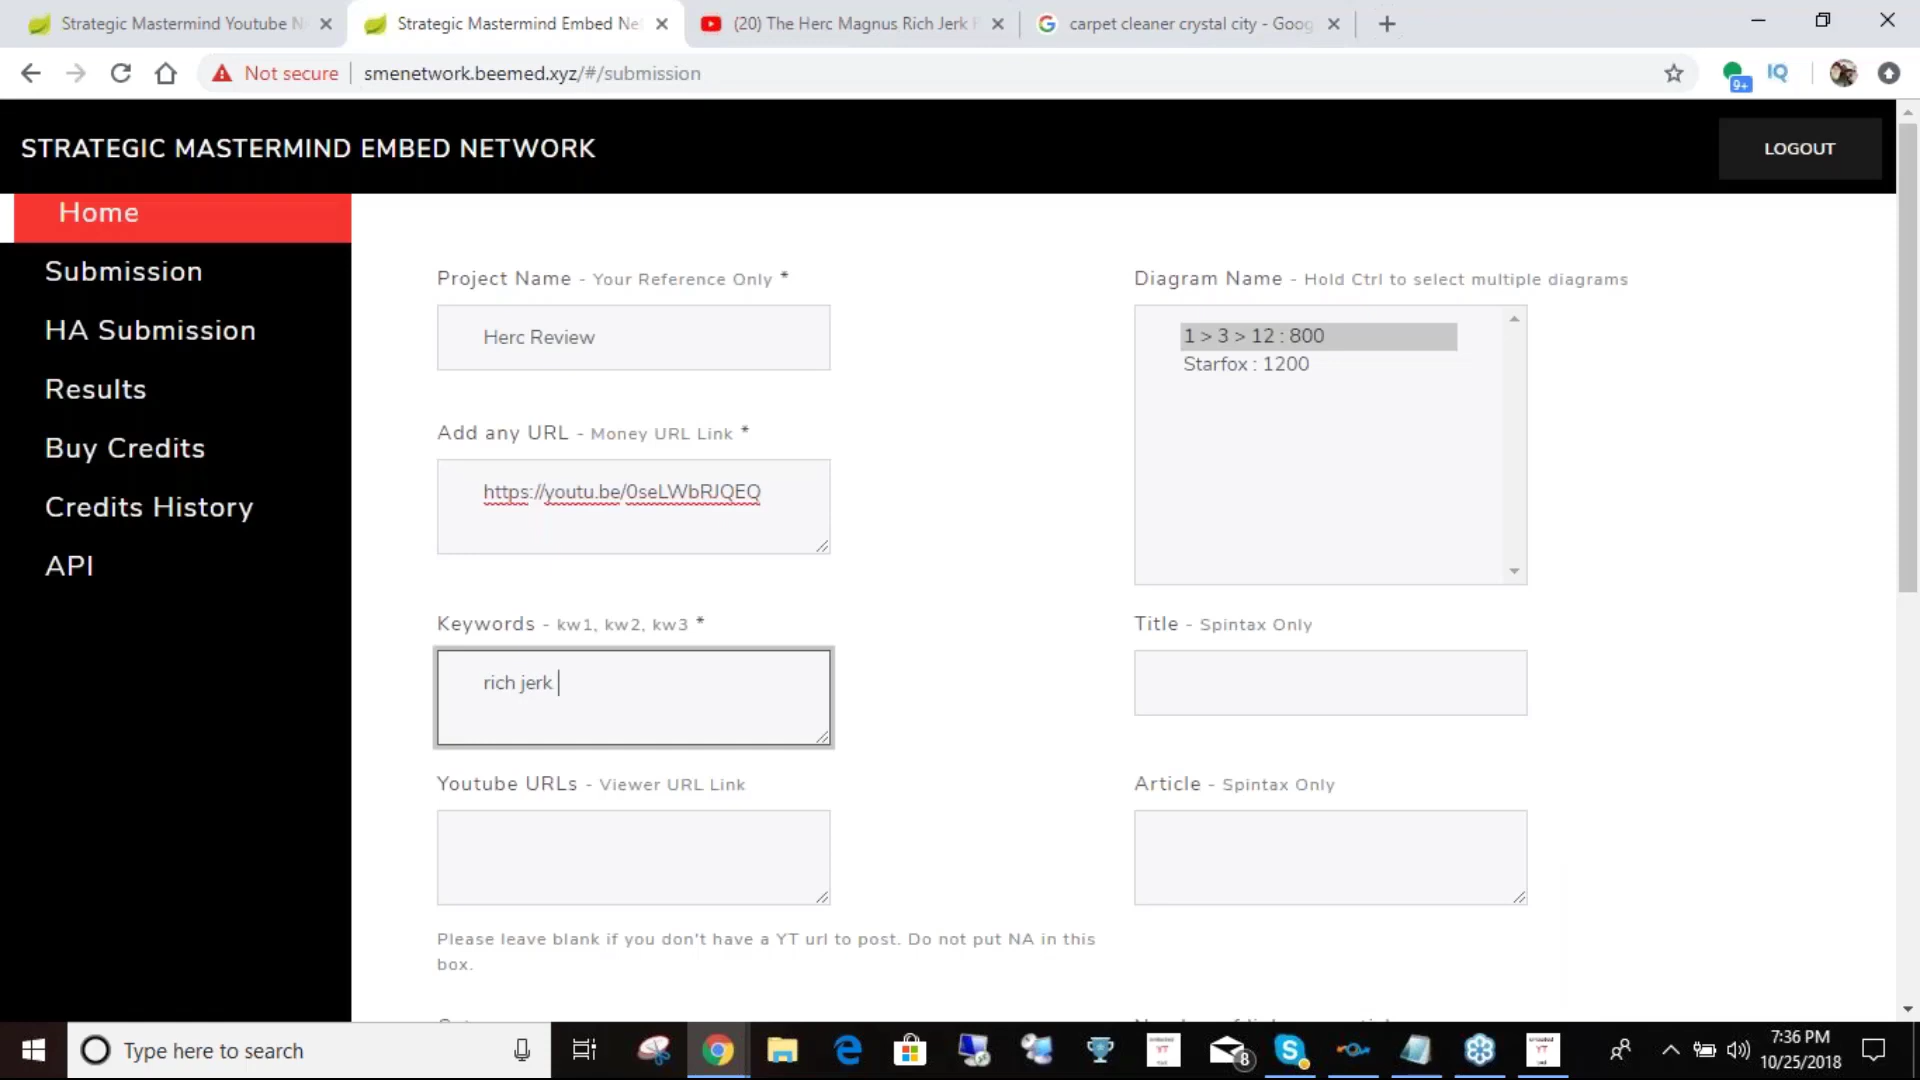 Strategic Mastermind Youtube N
Strategic Mastermind Embed Ne
(20) The Herc Magnus Rich Jerk
carpet cleaner crystal city - Goog
Not secure
smenetwork.beemed.xyz/#/submission
9+
IQ
STRATEGIC MASTERMIND EMBED NETWORK
LOGOUT
Home
Submission
HA Submission
Results
Buy Credits
Credits History
API
Project Name - Your Reference Only *
Herc Review
Add any URL - Money URL Link *
https://youtu.be/0seLWbRJQEQ
Keywords - kw1, kw2, kw3 *
rich jerk
Youtube URLs - Viewer URL Link
Please leave blank if you don't have a YT url to post. Do not put NA in this
box.
Diagram Name - Hold Ctrl to select multiple diagrams
1 > 3 > 12 : 800
Starfox : 1200
Title - Spintax Only
Article - Spintax Only
Type here to search
YT
8
YT
7:36 PM
10/25/2018